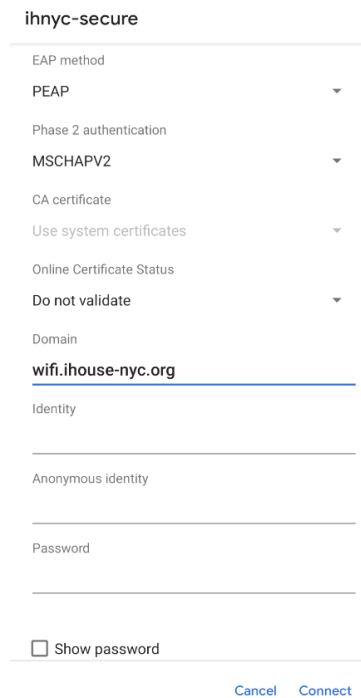 ihnyc-secure
EAP method
PEAP
Phase 2 authentication
MSCHAPV2
CA certificate
Use system certificates
Online Certificate Status
Do not validate
Domain
wifi.ihouse-nyc.org
Identity
Anonymous identity
Password
Show password
Cancel Connect